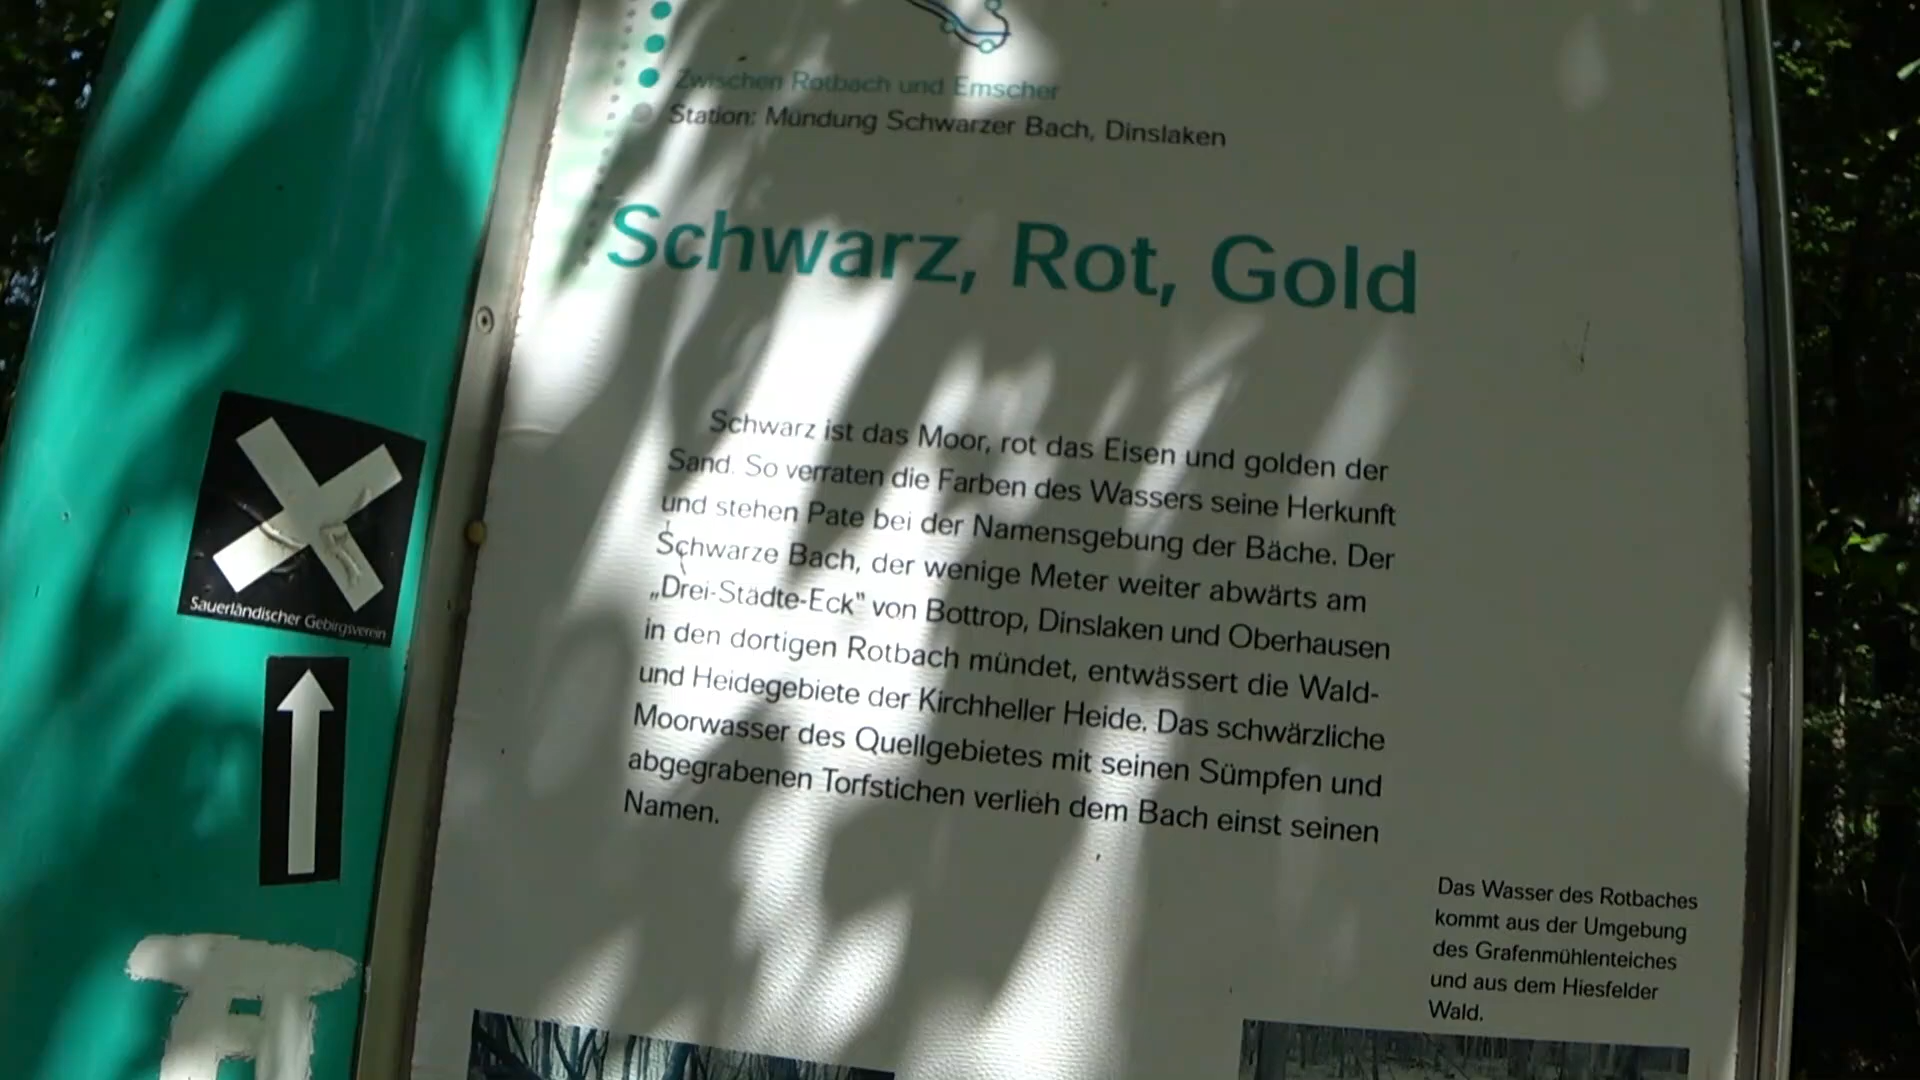 Zwischen Rotbach und Emscher
Station: Mündung Schwarzer Bach, Dinslaken
Schwarz, Rot, Gold
Schwarz ist das Moor, rot das Eisen und golden der
Sand. So verraten die Farben des Wassers seine Herkunft
und stehen Pate bei der Namensgebung der Bäche. Der
Schwarze Bach, der wenige Meter weiter abwärts am
„Drei-Städte-Eck" von Bottrop, Dinslaken und Oberhausen
in den dortigen Rotbach mündet, entwässert die Wald-
und Heidegebiete der Kirchheller Heide. Das schwärzliche
Moorwasser des Quellgebietes mit seinen Sümpfen und
abgegrabenen Torfstichen verlieh dem Bach einst seinen
Namen.
Das Wasser des Rotbaches
kommt aus der Umgebung
des Grafenmühlenteiches
und aus dem Hiesfelder
Wald.
Sauerländischer Gebirgsverein